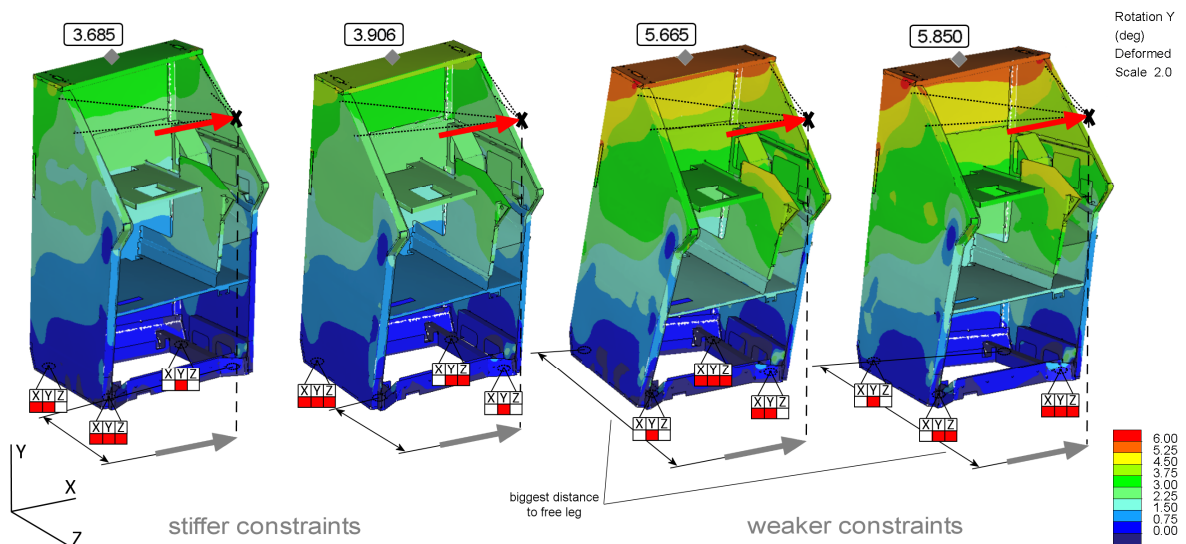 3.685
3.906
5.665
5.850
Rotation Y
(deg)
Deformed
Scale 2.0
X Y Z
X Y Z
X Y Z
X Y Z
X Y Z
X Y Z
X Y Z
X Y Z
X Y Z
X Y Z
X Y Z
X Y Z
Y
X
Z
stiffer constraints
biggest distance
to free leg
weaker constraints
6.00
5.25
4.50
3.75
3.00
2.25
1.50
0.75
0.00